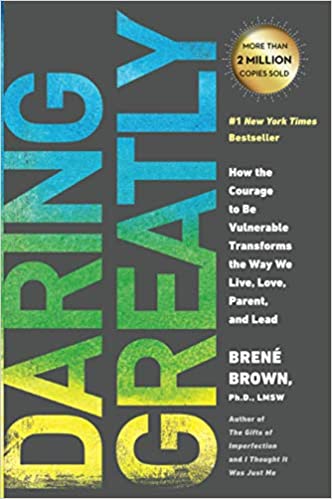 DARING
GREATLY
MORE THAN
2 MILLION
COPIES SOLD
#1 New York Times
Bestseller
How the
Courage
to Be
Vulnerable
Transforms
the Way We
Live, Love,
Parent,
and Lead
BRENÉ
BROWN,
Ph.D., LMSW
Author of
The Gifts of
Imperfection
and I Thought It
Was Just Me